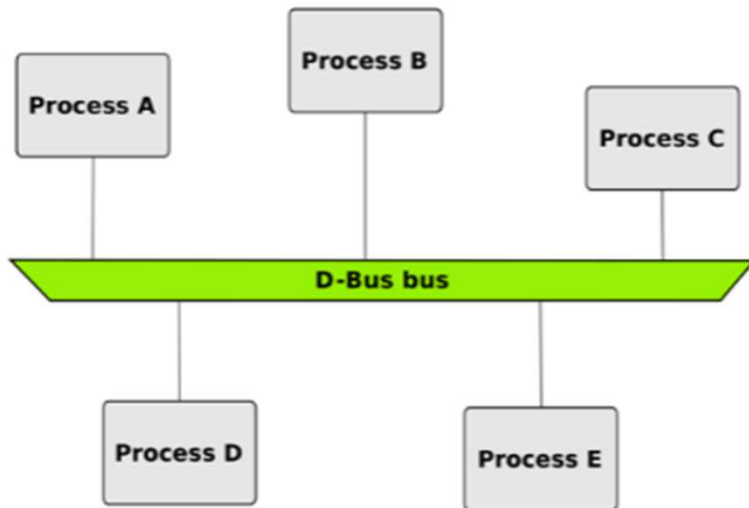 Process B
Process A
Process C
D-Bus bus
Process D
Process E